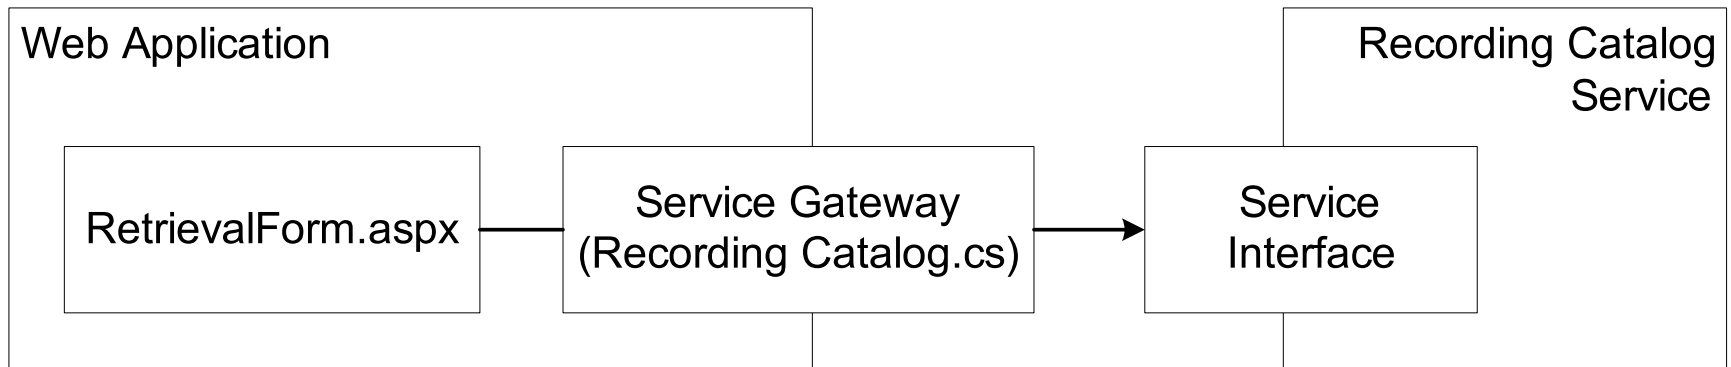 Web Application
Recording Catalog
Service
RetrievalForm.aspx
Service Gateway
(Recording Catalog.cs)
Service
Interface